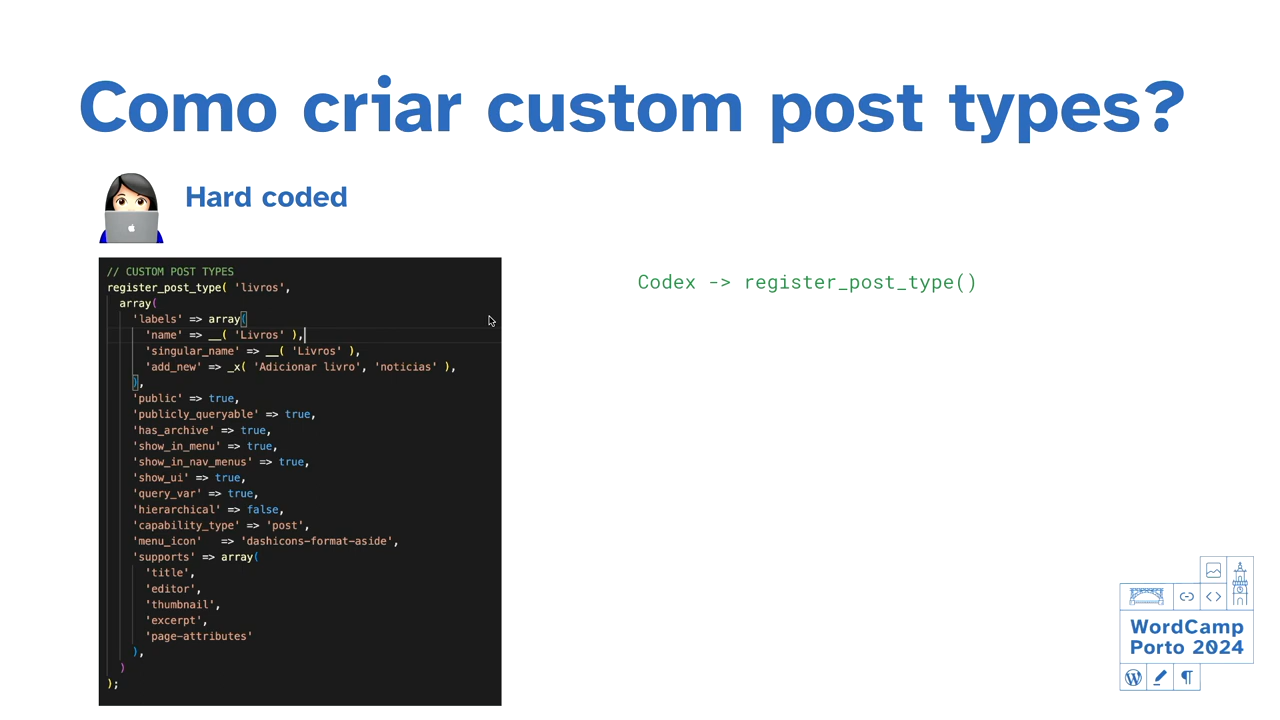 Como criar custom post types?
Hard coded
// CUSTOM POST TYPES
register_post_type( 'livros',
array(
'labels' => array(
'name' => __( 'Livros' ),
'singular_name' => __( 'Livros' ),
'add_new' => _x( 'Adicionar livro', 'noticias' ),
),
'public' => true,
'publicly_queryable' => true,
'has_archive' => true,
'show_in_menu' => true,
'show_in_nav_menus' => true,
'show_ui' => true,
'query_var' => true,
'hierarchical' => false,
'capability_type' => 'post',
'menu_icon'   => 'dashicons-format-aside',
'supports' => array(
'title',
'editor',
'thumbnail',
'excerpt',
'page-attributes'
),
)
);
Codex -> register_post_type()
WordCamp
Porto 2024